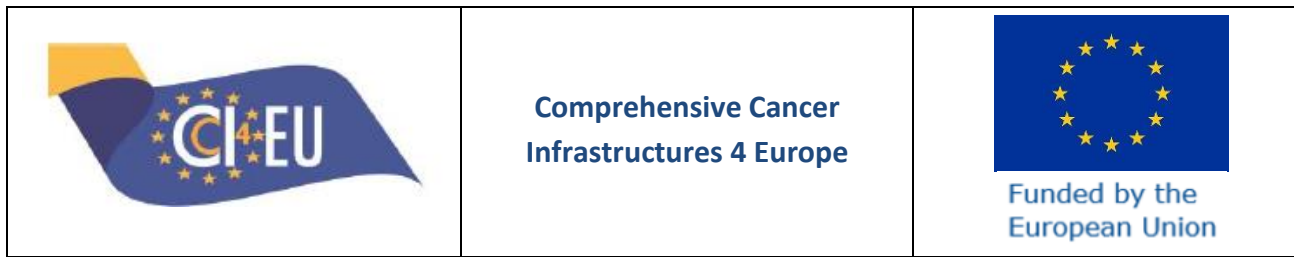 CCI4EU
Comprehensive Cancer
Infrastructures 4 Europe
Funded by the
European Union